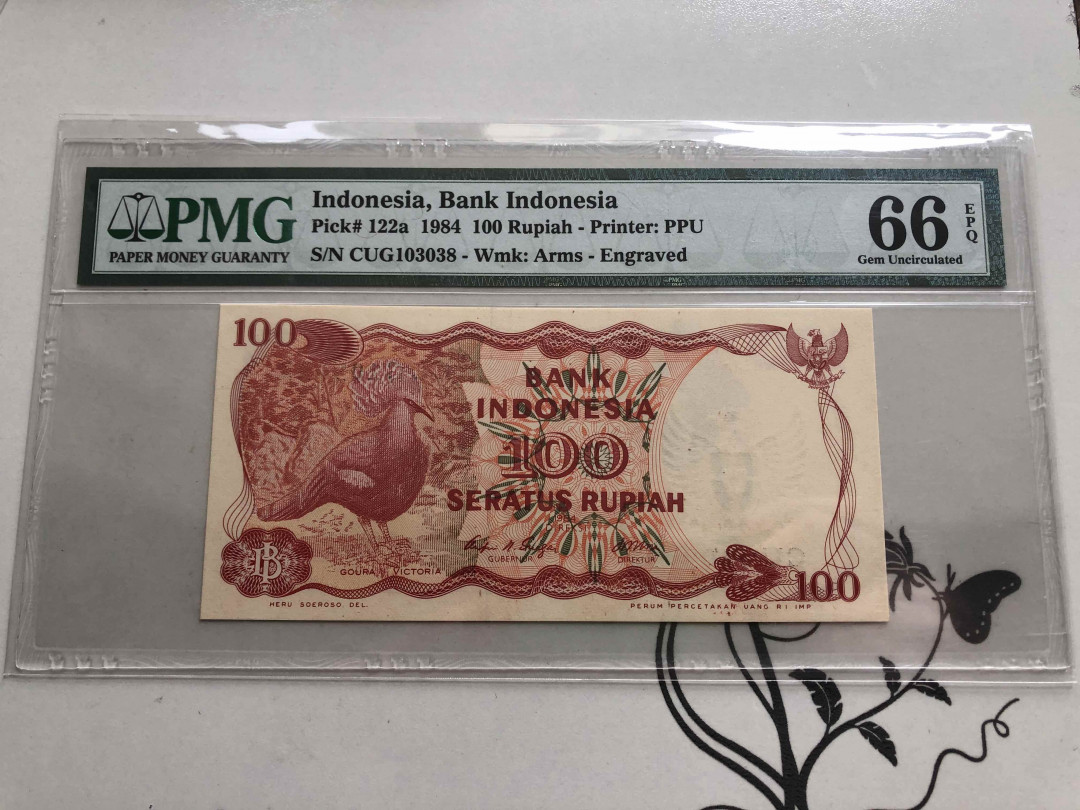 PMG
PAPER MONEY GUARANTY
Indonesia, Bank Indonesia
Pick# 122a 1984 100 Rupiah - Printer: PPU
S/N CUG103038 - Wmk: Arms - Engraved
66
EPQ
Gem Uncirculated
100
BANK
INDONESIA
100
SERATUS RUPIAH
GUBERNUR
DIREKTUR
GOURA VICTORIA
100
HERU SOEROSO DEL.
PERUM PERCETAKAN UANG RI IMP